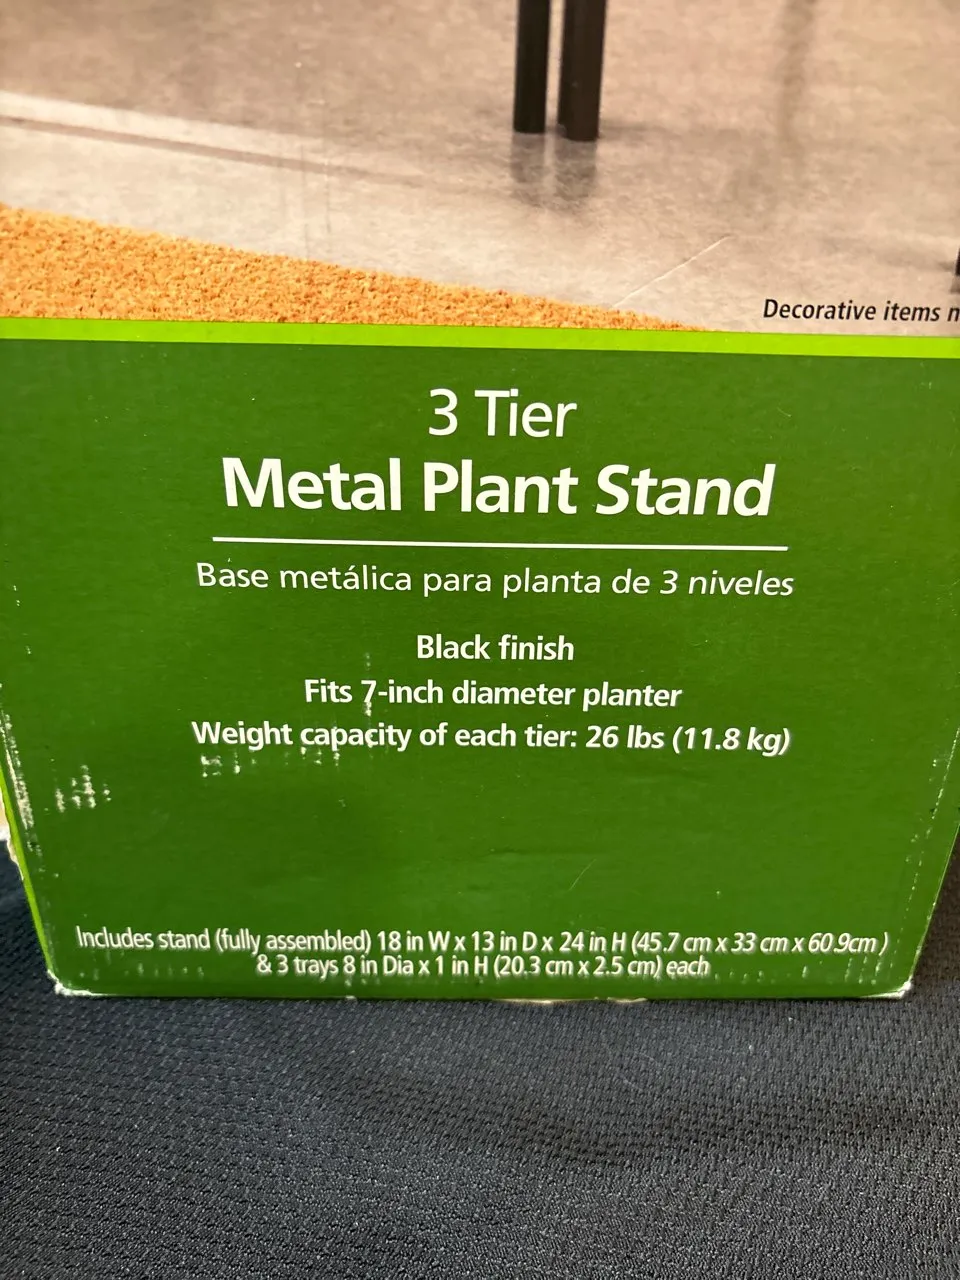 Decorative items
3 Tier
Metal Plant Stand
Base metálica para planta de 3 niveles
Black finish
Fits 7-inch diameter planter
Weight capacity of each tier: 26 lbs (11.8 kg)
Includes stand (fully assembled) 18 in W x 13 in D x 24 in H (45.7 cm x 33 cm x 60.9cm )
& 3 trays 8 in Dia x 1 in H (20.3 cm x 2.5 cm) each